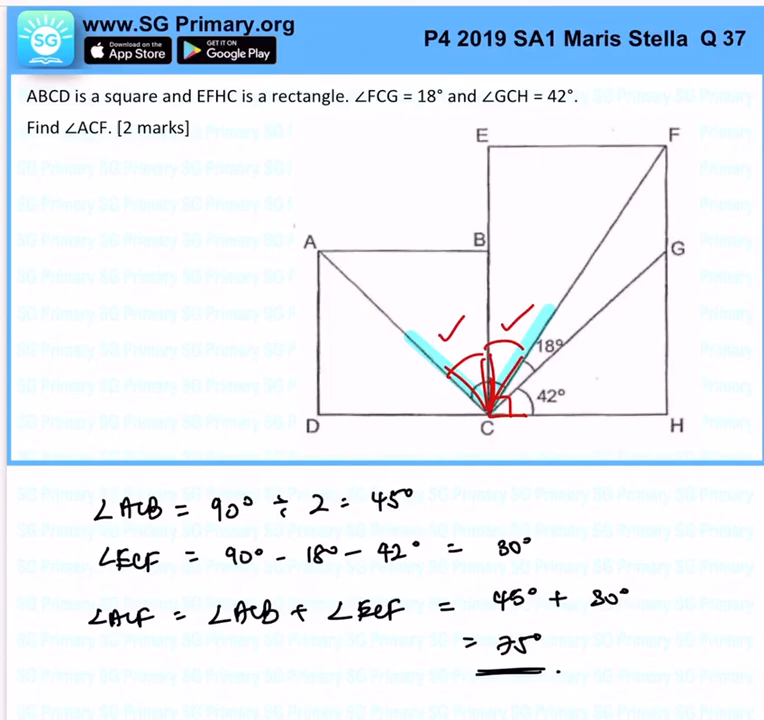 www.SG Primary.org
SG
Download on the App Store
GET IT ON Google Play
P4 2019 SA1 Maris Stella Q 37
ABCD is a square and EFHC is a rectangle. ∠FCG = 18° and ∠GCH = 42°.
Find ∠ACF. [2 marks]
E F
A B G
18°
42°
D C H
∠ACB = 90° ÷ 2 = 45°
∠ECF = 90° - 18° - 42° = 30°
∠ACF = ∠ACB + ∠ECF = 45° + 30°
= 75°.